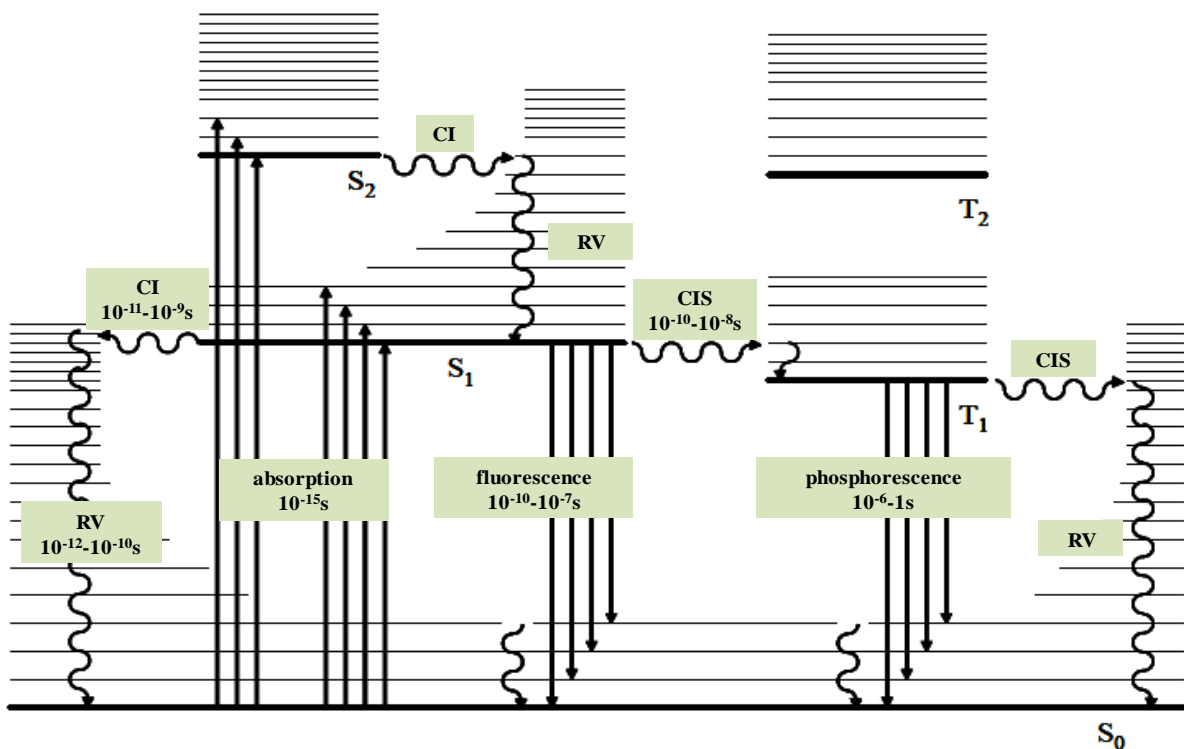 CI
S₂
T₂
RV
CI
10⁻¹¹-10⁻⁹s
CIS
10⁻¹⁰-10⁻⁸s
S₁
CIS
T₁
absorption
10⁻¹⁵s
fluorescence
10⁻¹⁰-10⁻⁷s
phosphorescence
10⁻⁶-1s
RV
10⁻¹²-10⁻¹⁰s
RV
S₀